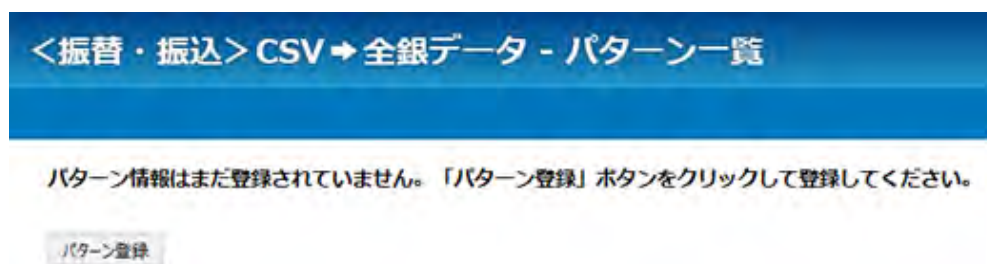 <振替・振込>CSV➡全銀データ - パターン一覧
パターン情報はまだ登録されていません。「パターン登録」ボタンをクリックして登録してください。
パターン登録